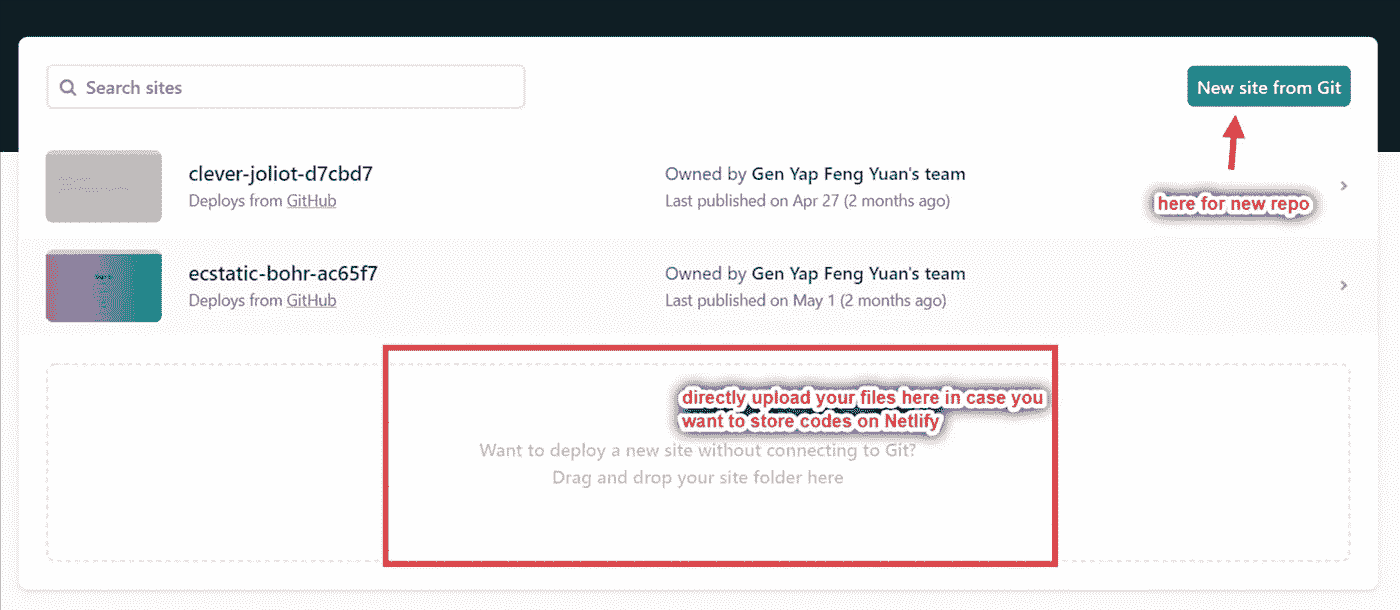 Search sites
New site from Git
clever-joliot-d7cbd7
Owned by Gen Yap Feng Yuan's team
Deploys from GitHub
Last published on Apr 27 (2 months ago)
here for new repo
ecstatic-bohr-ac65f7
Owned by Gen Yap Feng Yuan's team
Deploys from GitHub
Last published on May 1 (2 months ago)
directly upload your files here in case you
want to store codes on Netlify
Want to deploy a new site without connecting to Git?
Drag and drop your site folder here